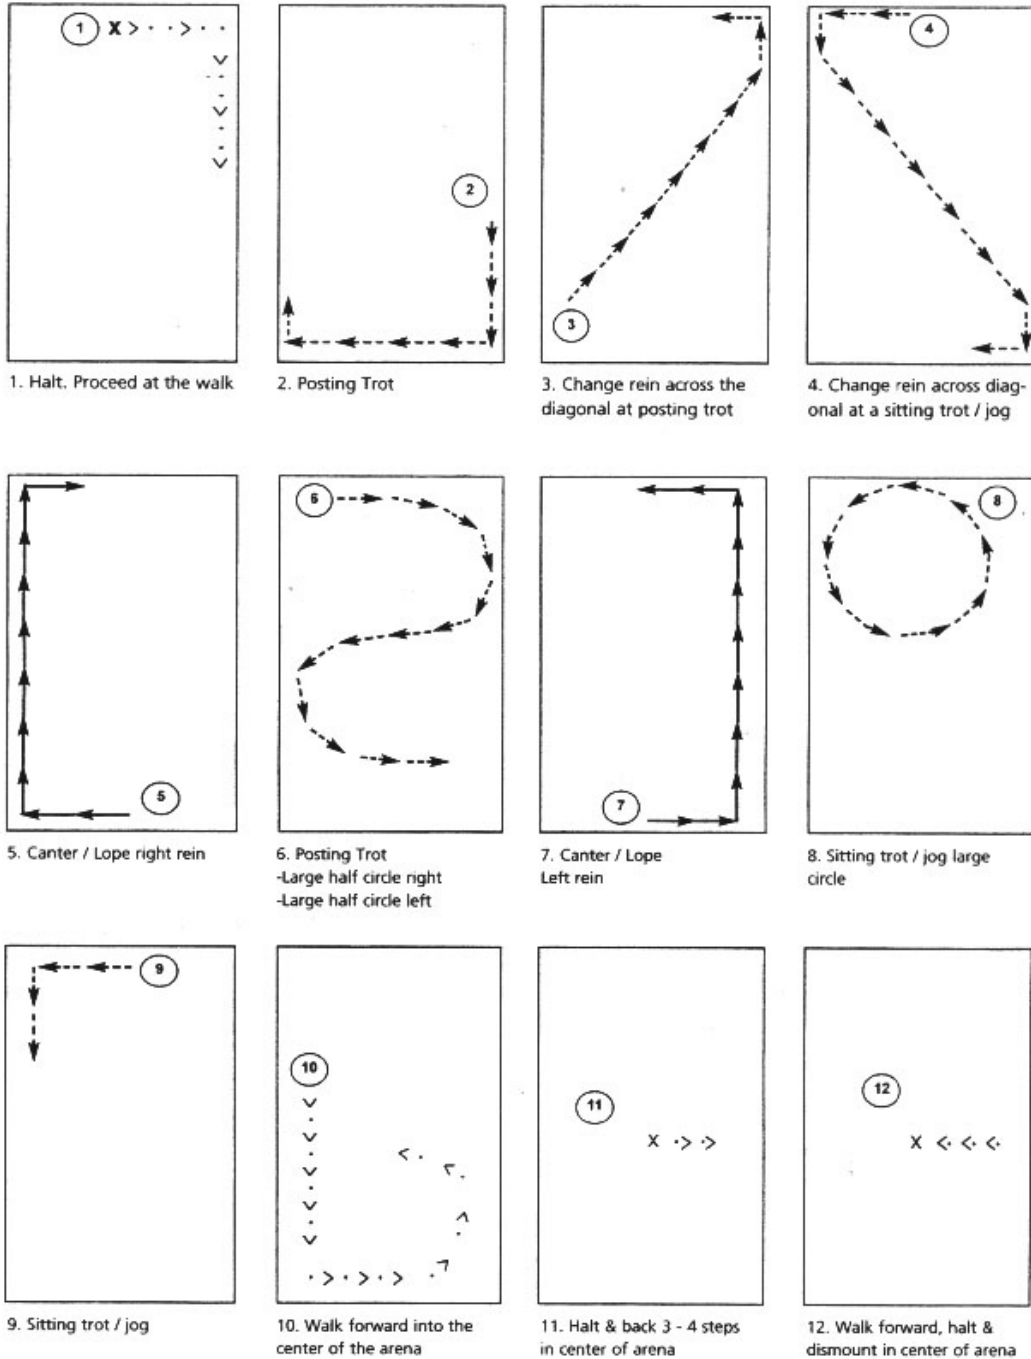 1
X
1. Halt. Proceed at the walk
2
2. Posting Trot
3
3. Change rein across the
diagonal at posting trot
4
4. Change rein across diag-
onal at a sitting trot / jog
5
5. Canter / Lope right rein
6
6. Posting Trot
-Large half circle right
-Large half circle left
7
7. Canter / Lope
Left rein
8
8. Sitting trot / jog large
circle
9
9. Sitting trot / jog
10
10. Walk forward into the
center of the arena
11
X
11. Halt & back 3 - 4 steps
in center of arena
12
X
12. Walk forward, halt &
dismount in center of arena